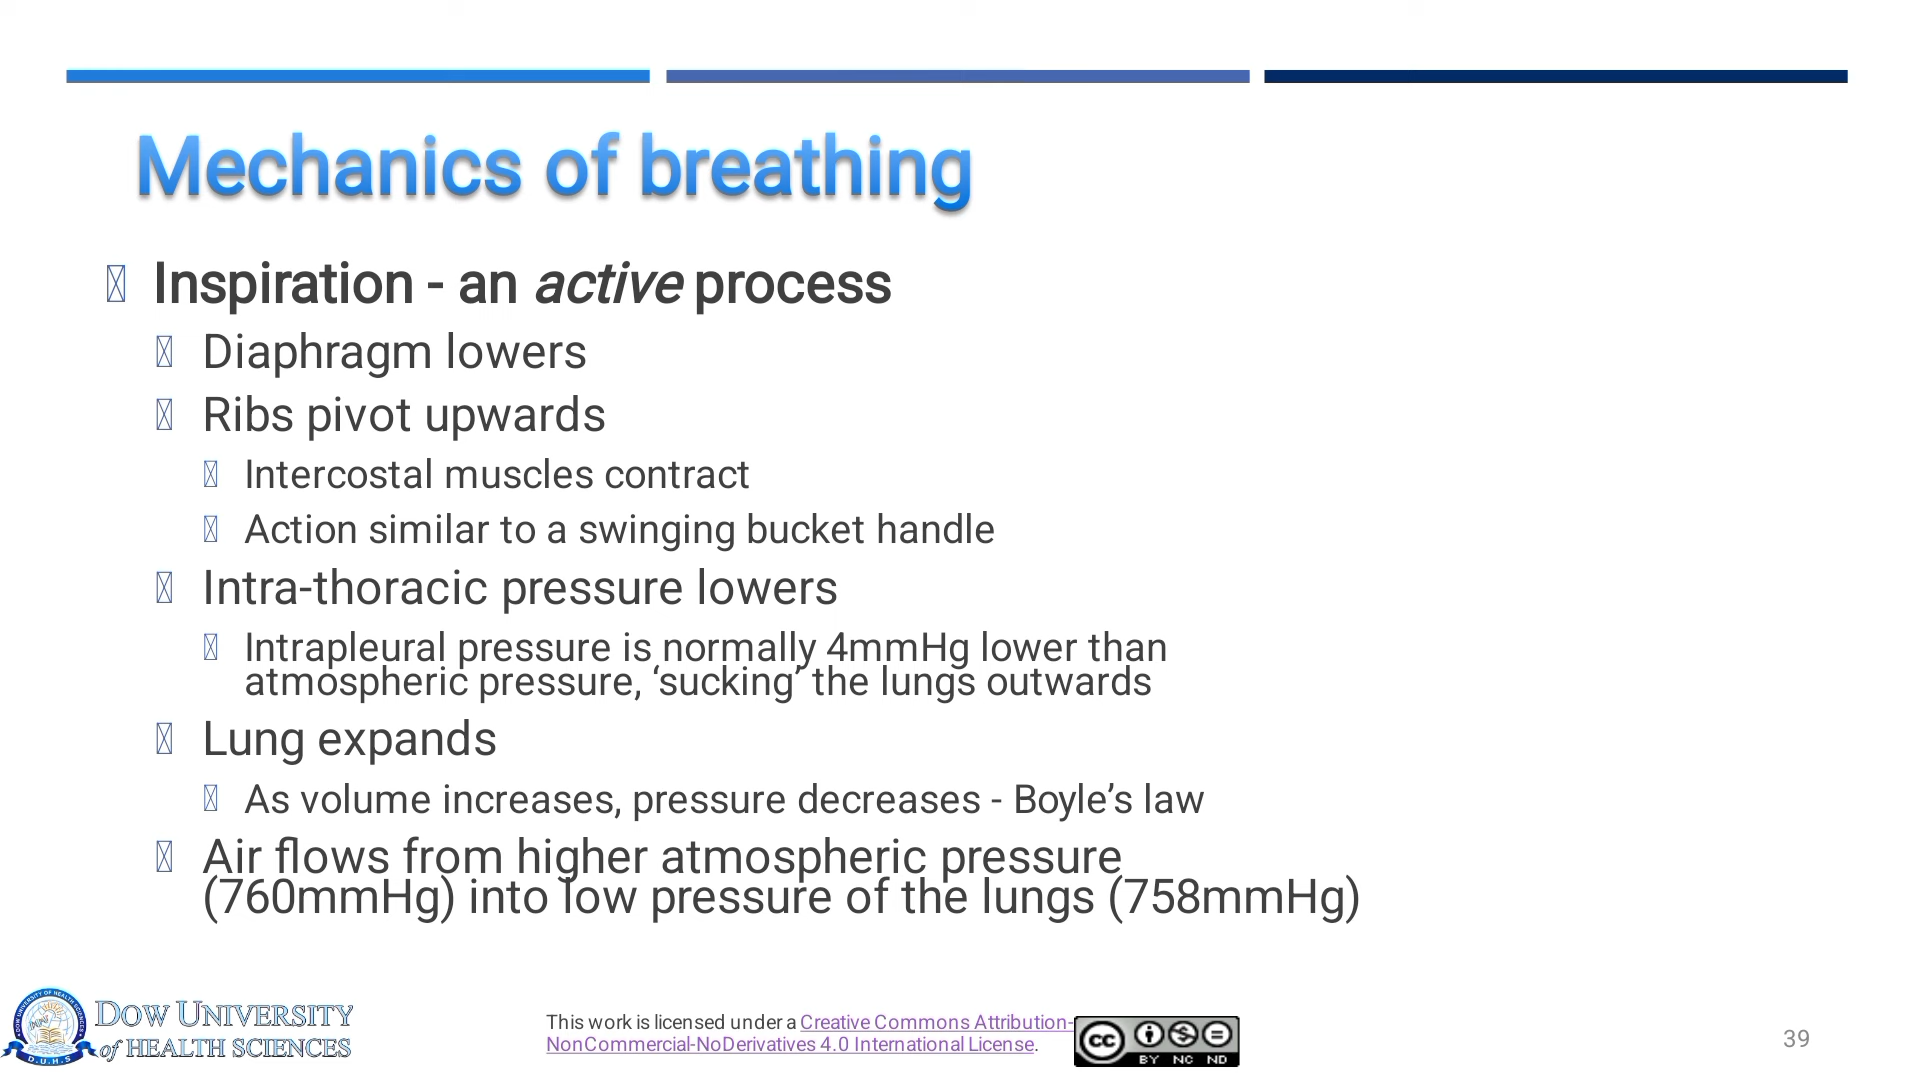 Mechanics of breathing
Inspiration - an active process
Diaphragm lowers
Ribs pivot upwards
Intercostal muscles contract
Action similar to a swinging bucket handle
Intra-thoracic pressure lowers
Intrapleural pressure is normally 4mmHg lower than
atmospheric pressure, ‘sucking’ the lungs outwards
Lung expands
As volume increases, pressure decreases - Boyle’s law
Air flows from higher atmospheric pressure
(760mmHg) into low pressure of the lungs (758mmHg)
DOW UNIVERSITY
of HEALTH SCIENCES
D.U.H.S
This work is licensed under a Creative Commons Attribution-
NonCommercial-NoDerivatives 4.0 International License.
cc
BY NC ND
39